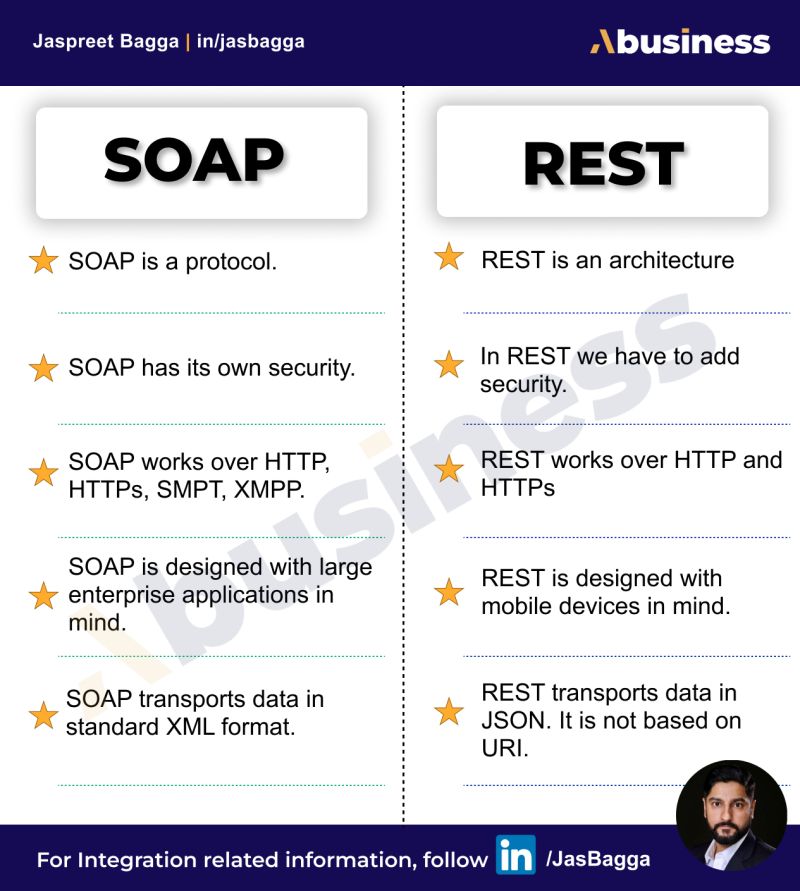 Jaspreet Bagga | in/jasbagga
Abusiness
SOAP
SOAP is a protocol.
SOAP has its own security.
SOAP works over HTTP,
HTTPs, SMPT, XMPP.
SOAP is designed with large
enterprise applications in
mind.
SOAP transports data in
standard XML format.
REST
REST is an architecture
In REST we have to add
security.
REST works over HTTP and
HTTPs
REST is designed with
mobile devices in mind.
REST transports data in
JSON. It is not based on
URI.
Abusiness
For Integration related information, follow in /JasBagga